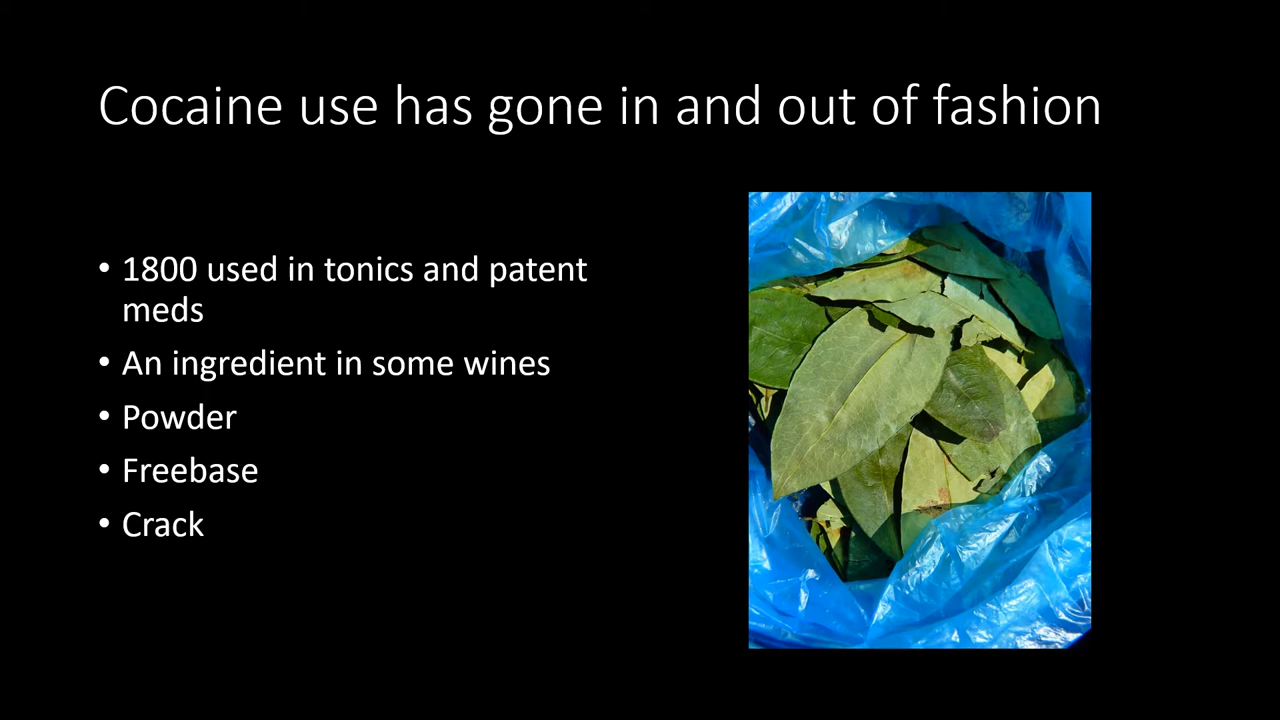 Cocaine use has gone in and out of fashion
• 1800 used in tonics and patent
meds
• An ingredient in some wines
• Powder
• Freebase
• Crack